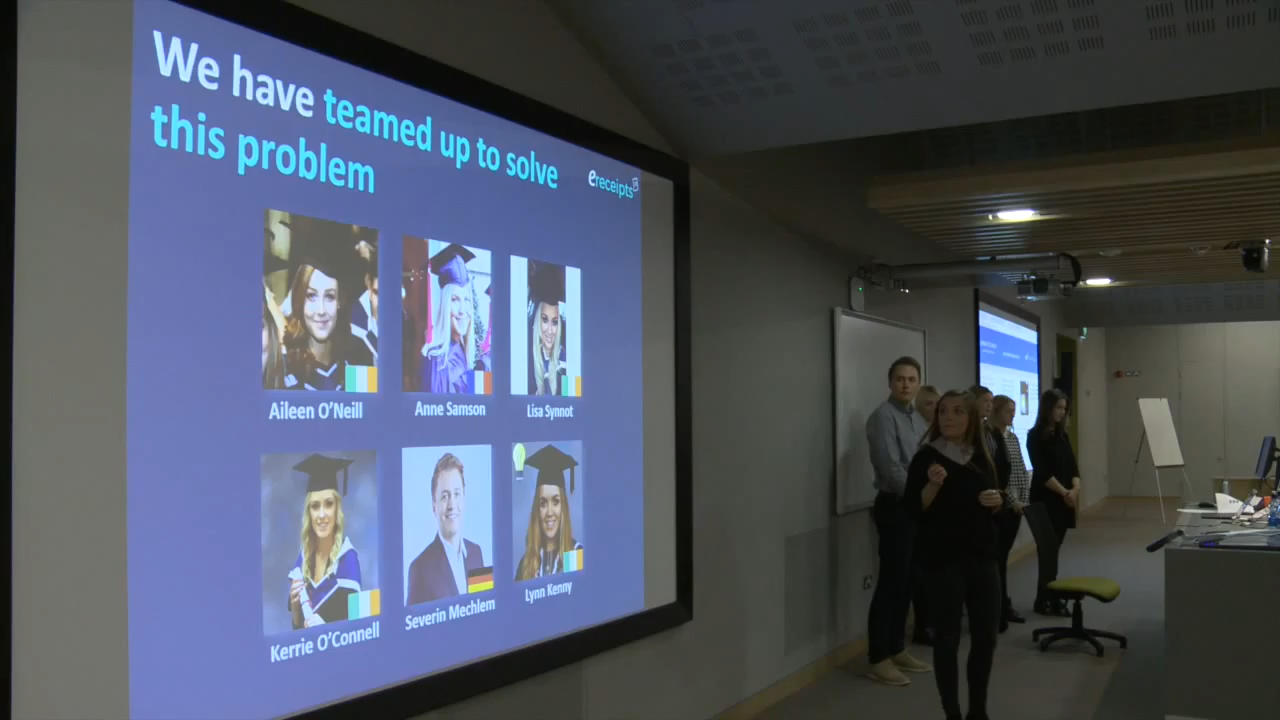 We have teamed up to solve
this problem
ereceipts
Aileen O'Neill
Anne Samson
Lisa Synnot
Kerrie O'Connell
Severin Mechlem
Lynn Kenny